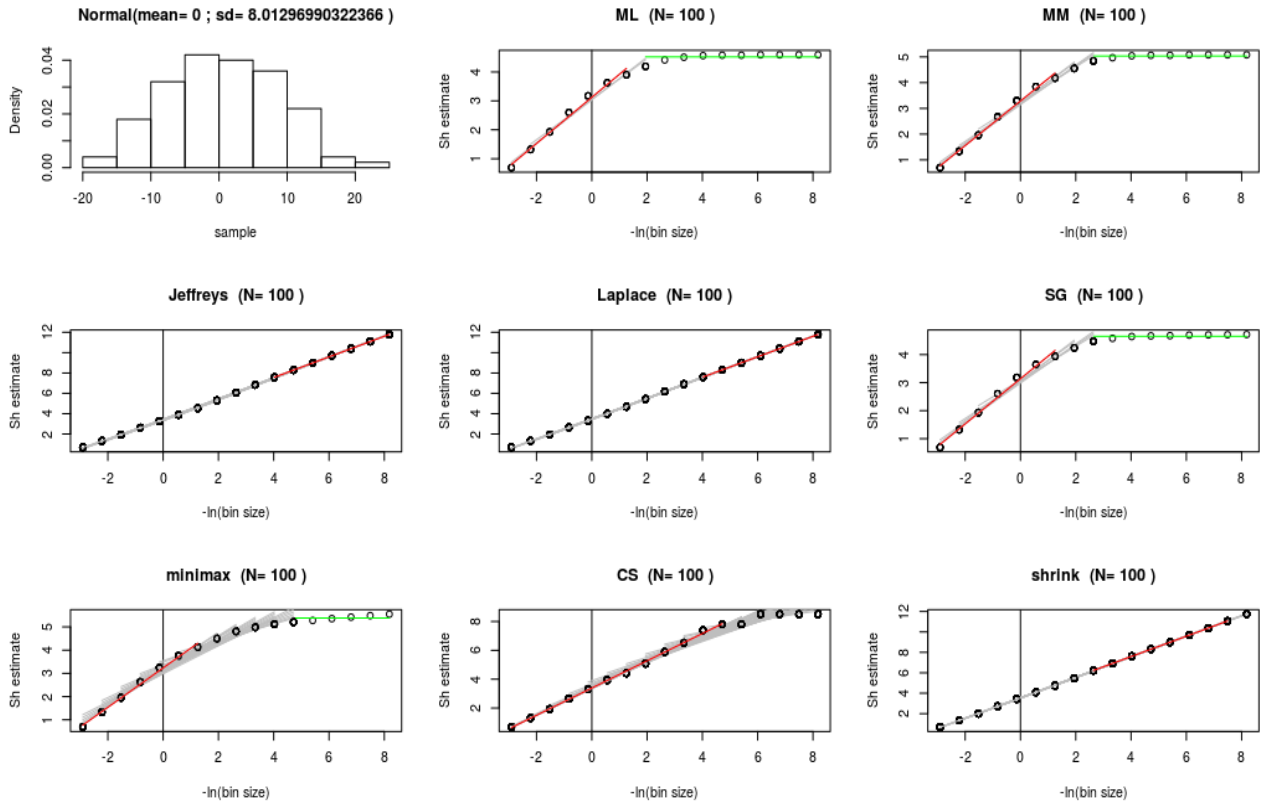 Normal(mean= 0 ; sd= 8.01296990322366 )
Density
0.00 0.02 0.04
-20 -10 0 10 20
sample
ML (N= 100 )
Sh estimate
1 2 3 4
-2 0 2 4 6 8
-ln(bin size)
MM (N= 100 )
Sh estimate
1 2 3 4 5
-2 0 2 4 6 8
-ln(bin size)
Jeffreys (N= 100 )
Sh estimate
2 4 6 8 12
-2 0 2 4 6 8
-ln(bin size)
Laplace (N= 100 )
Sh estimate
2 4 6 8 12
-2 0 2 4 6 8
-ln(bin size)
SG (N= 100 )
Sh estimate
1 2 3 4
-2 0 2 4 6 8
-ln(bin size)
minimax (N= 100 )
Sh estimate
1 2 3 4 5
-2 0 2 4 6 8
-ln(bin size)
CS (N= 100 )
Sh estimate
2 4 6 8
-2 0 2 4 6 8
-ln(bin size)
shrink (N= 100 )
Sh estimate
2 4 6 8 12
-2 0 2 4 6 8
-ln(bin size)